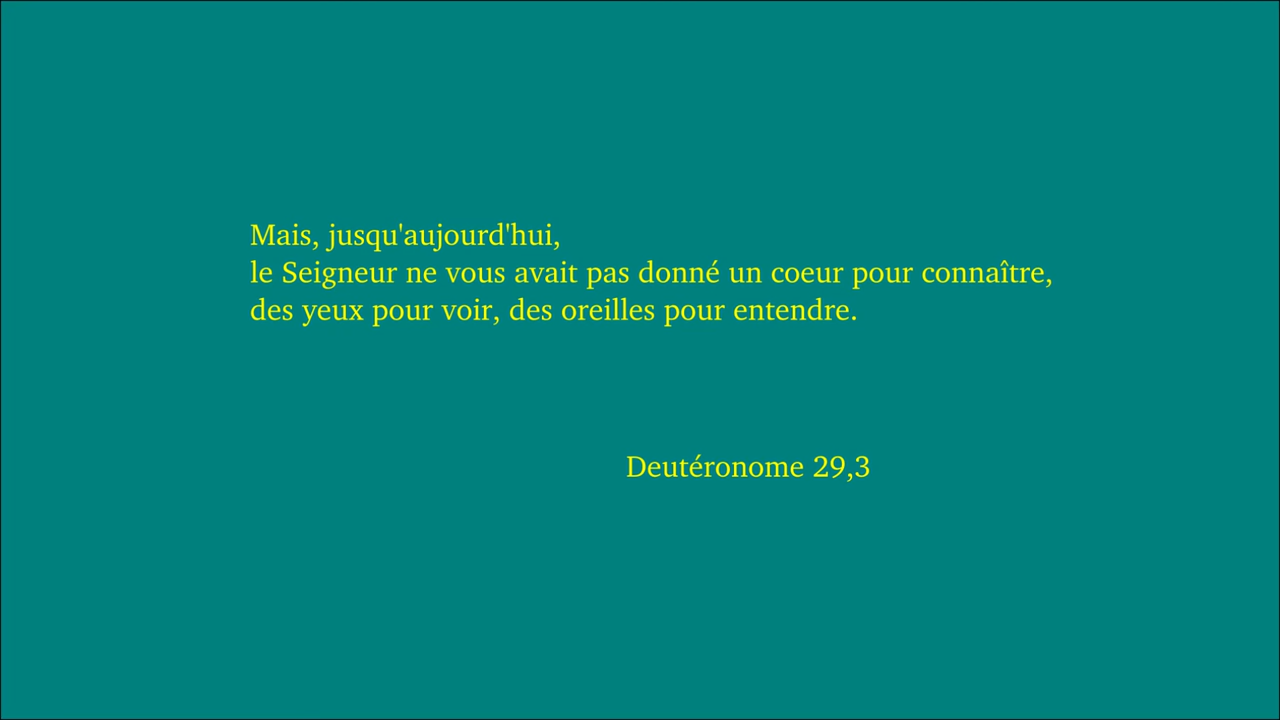 Mais, jusqu'aujourd'hui,
le Seigneur ne vous avait pas donné un coeur pour connaître,
des yeux pour voir, des oreilles pour entendre.
Deutéronome 29,3